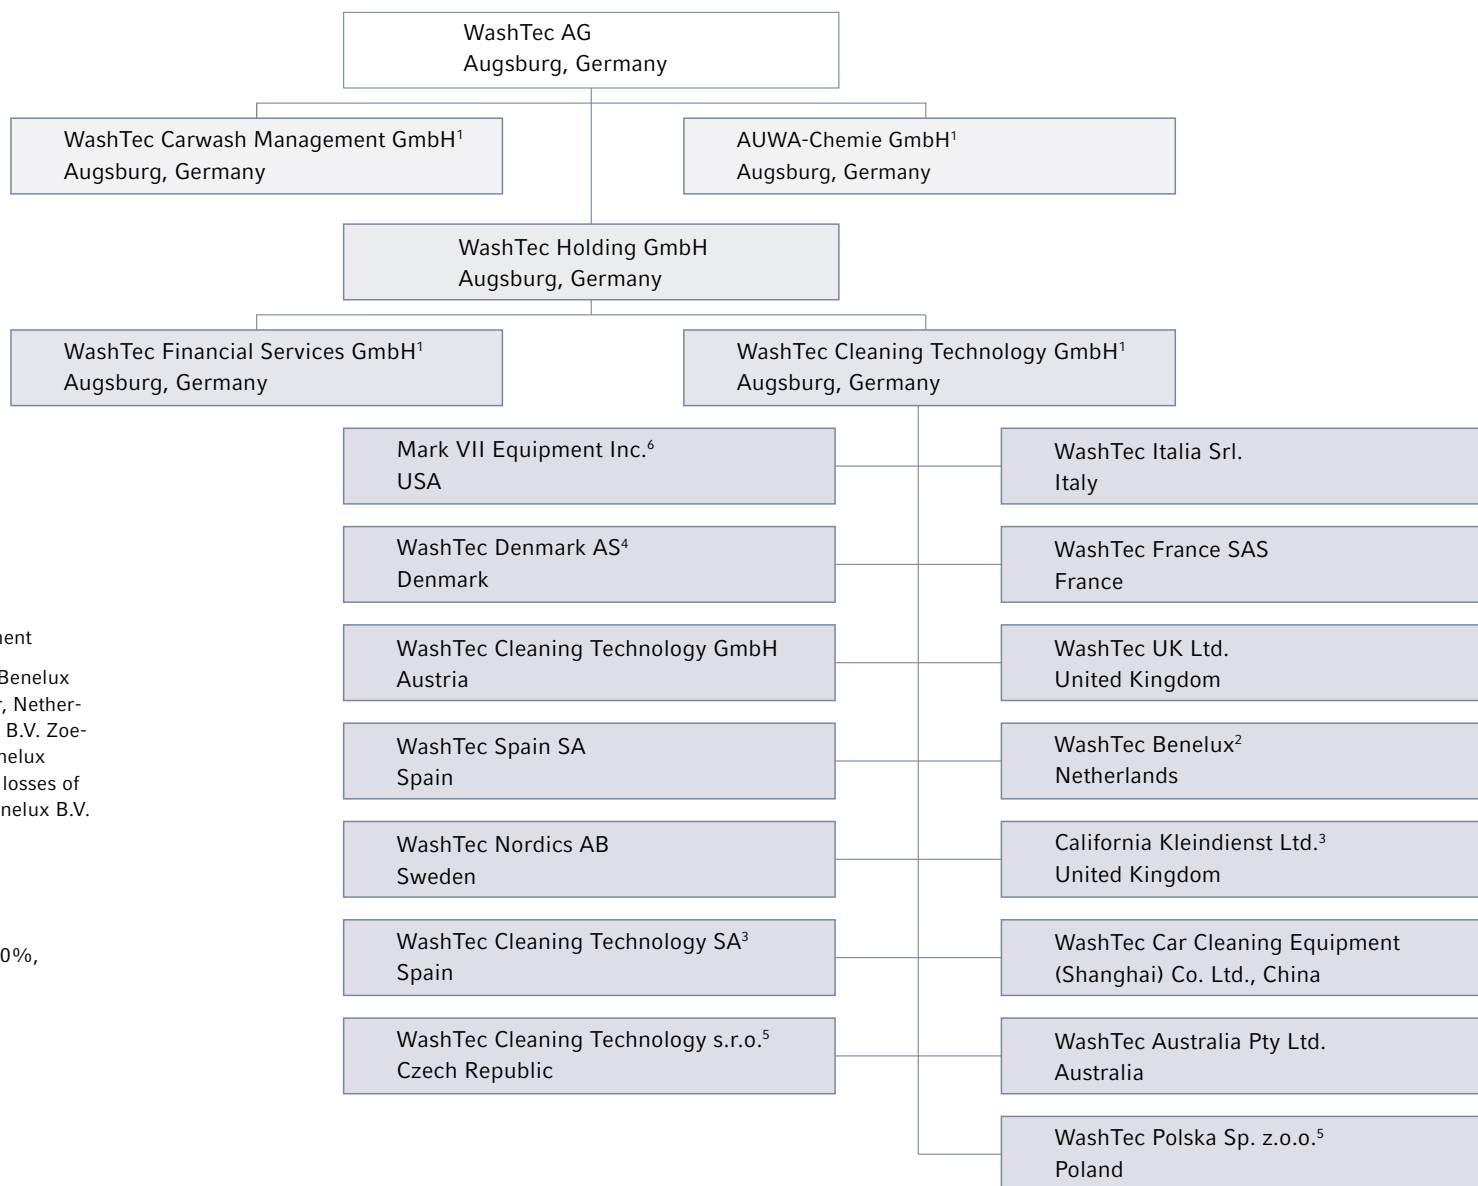 WashTec AG
Augsburg, Germany
WashTec Carwash Management GmbH¹
Augsburg, Germany
AUWA-Chemie GmbH¹
Augsburg, Germany
WashTec Holding GmbH
Augsburg, Germany
WashTec Financial Services GmbH¹
Augsburg, Germany
WashTec Cleaning Technology GmbH¹
Augsburg, Germany
Mark VII Equipment Inc.⁶
USA
WashTec Italia Srl.
Italy
WashTec Denmark AS⁴
Denmark
WashTec France SAS
France
WashTec Cleaning Technology GmbH
Austria
WashTec UK Ltd.
United Kingdom
WashTec Spain SA
Spain
WashTec Benelux²
Netherlands
WashTec Nordics AB
Sweden
California Kleindienst Ltd.³
United Kingdom
WashTec Cleaning Technology SA³
Spain
WashTec Car Cleaning Equipment
(Shanghai) Co. Ltd., China
WashTec Cleaning Technology s.r.o.⁵
Czech Republic
WashTec Australia Pty Ltd.
Australia
WashTec Polska Sp. z.o.o.⁵
Poland
Benelux
Nether-
B.V. Zoe-
losses of
B.V.